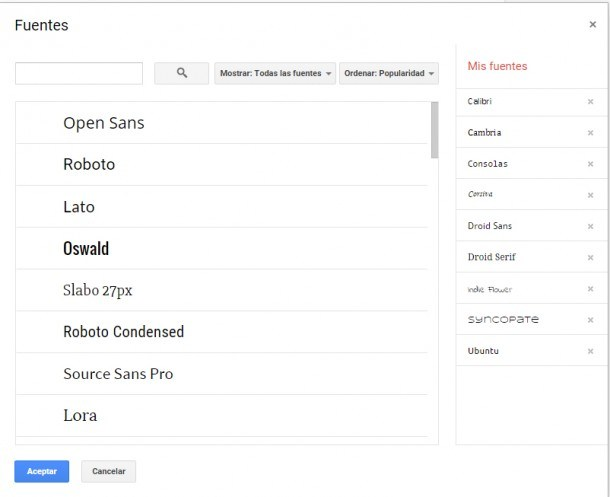 Fuentes
Mostrar: Todas las fuentes
Ordenar: Popularidad
Open Sans
Roboto
Lato
Oswald
Slabo 27px
Roboto Condensed
Source Sans Pro
Lora
Aceptar
Cancelar
Mis fuentes
Calibri
Cambria
Consolas
Corsiva
Droid Sans
Droid Serif
Indie Flower
Syncopate
Ubuntu